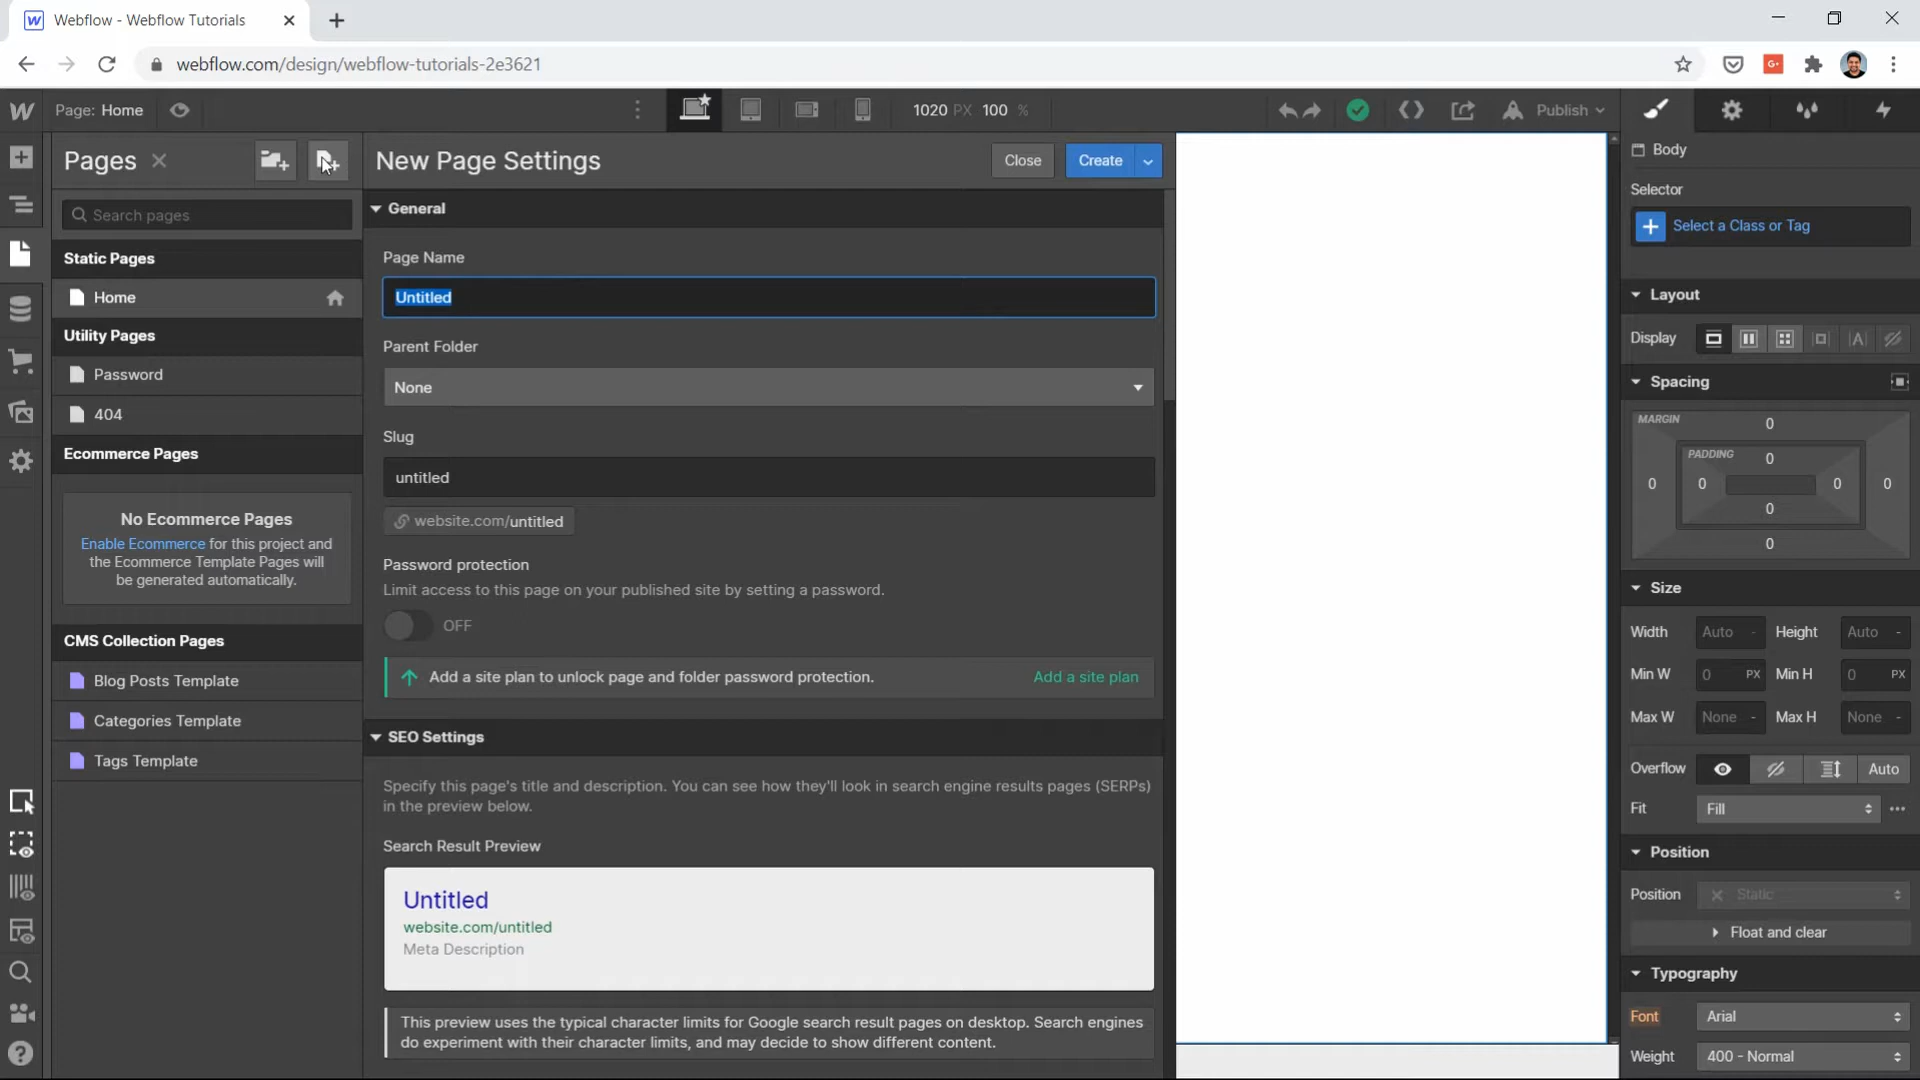 Webflow - Webflow Tutorials
webflow.com/design/webflow-tutorials-2e3621
Page: Home
1020 PX 100 %
Publish
Pages
Search pages
Static Pages
Home
Utility Pages
Password
404
Ecommerce Pages
No Ecommerce Pages
Enable Ecommerce for this project and
the Ecommerce Template Pages will
be generated automatically.
CMS Collection Pages
Blog Posts Template
Categories Template
Tags Template
New Page Settings
Close
Create
General
Page Name
Untitled
Parent Folder
None
Slug
untitled
website.com/untitled
Password protection
Limit access to this page on your published site by setting a password.
OFF
Add a site plan to unlock page and folder password protection.
Add a site plan
SEO Settings
Specify this page's title and description. You can see how they'll look in search engine results pages (SERPs)
in the preview below.
Search Result Preview
Untitled
website.com/untitled
Meta Description
This preview uses the typical character limits for Google search result pages on desktop. Search engines
do experiment with their character limits, and may decide to show different content.
Body
Selector
Select a Class or Tag
Layout
Display
Spacing
MARGIN
0
PADDING
0
0 0 0 0
0
0
Size
Width Auto - Height Auto -
Min W 0 PX Min H 0 PX
Max W None - Max H None -
Overflow Auto
Fit Fill
Position
Position Static
Float and clear
Typography
Font Arial
Weight 400 - Normal